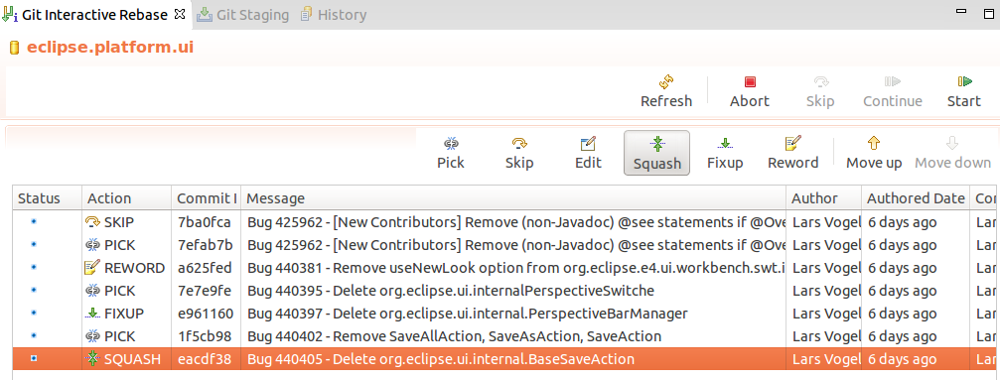 Git Interactive Rebase Git Staging History
eclipse.platform.ui
Refresh Abort Skip Continue Start
Pick Skip Edit Squash Fixup Reword Move up Move down
Status Action Commit I Message Author Authored Date Con
SKIP 7ba0fca Bug 425962 - [New Contributors] Remove (non-Javadoc) @see statements if @Ove Lars Vogel 6 days ago Lar
PICK 7efab7b Bug 425962 - [New Contributors] Remove (non-Javadoc) @see statements if @Ove Lars Vogel 6 days ago Lar
REWORD a625fed Bug 440381 - Remove useNewLook option from org.eclipse.e4.ui.workbench.swt.i Lars Vogel 6 days ago Lar
PICK 7e7e9fe Bug 440395 - Delete org.eclipse.ui.internalPerspectiveSwitche Lars Vogel 6 days ago Lar
FIXUP e961160 Bug 440397 - Delete org.eclipse.ui.internal.PerspectiveBarManager Lars Vogel 6 days ago Lar
PICK 1f5cb98 Bug 440402 - Remove SaveAllAction, SaveAsAction, SaveAction Lars Vogel 6 days ago Lar
SQUASH eacdf38 Bug 440405 - Delete org.eclipse.ui.internal.BaseSaveAction Lars Vogel 6 days ago Lar